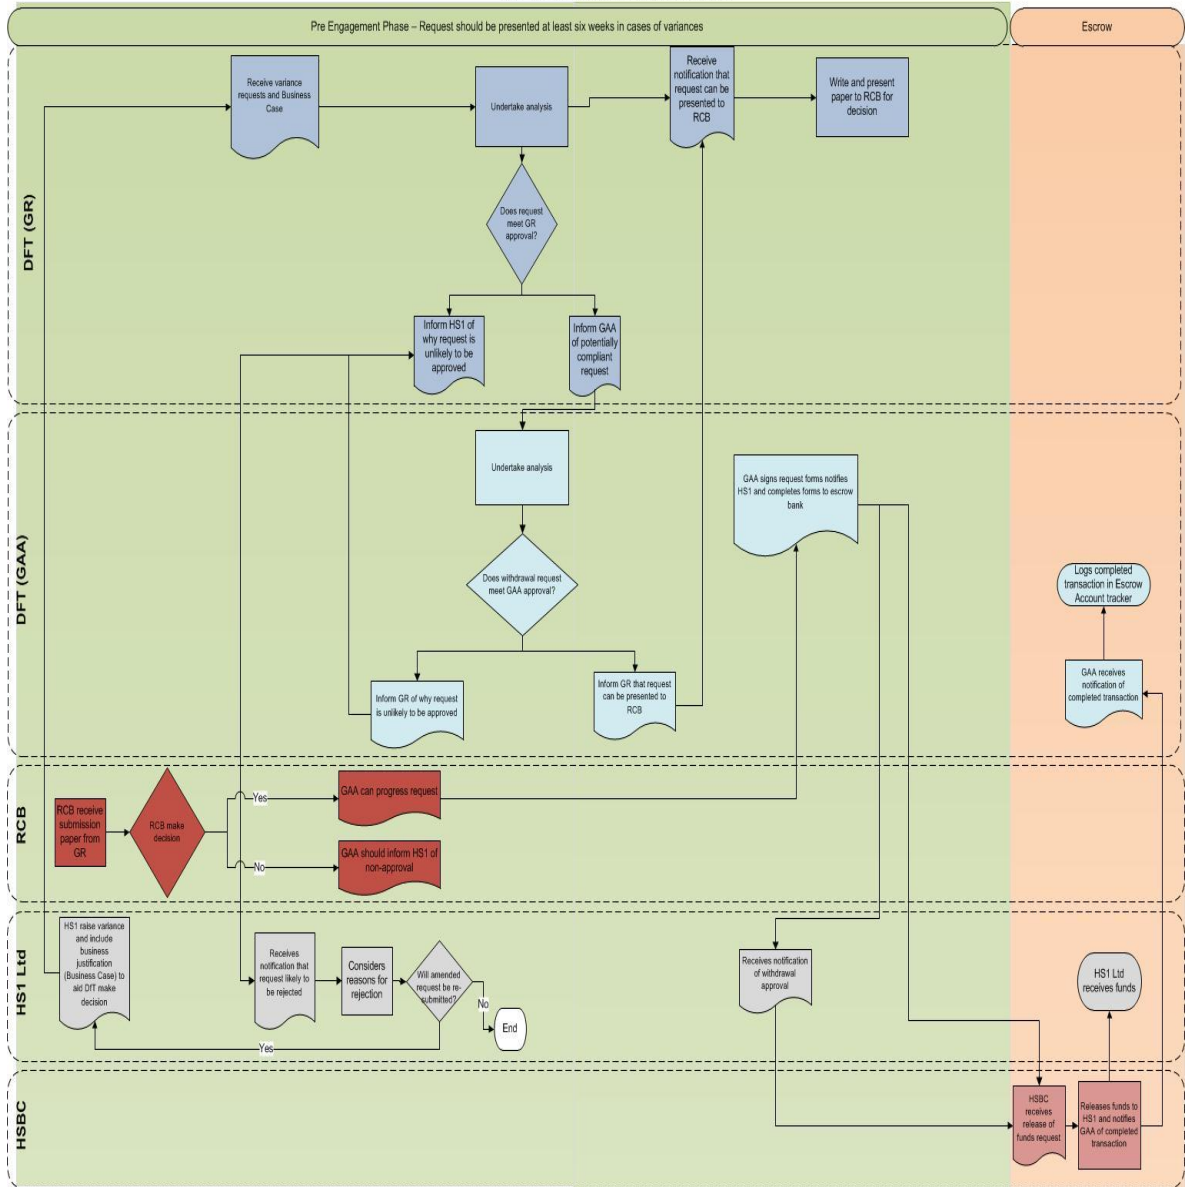 Pre Engagement Phase – Request should be presented at least six weeks in cases of variances
Escrow
DFT (GR)
Receive variance
requests and Business
Case
Undertake analysis
Receive
notification that
request can be
presented to
RCB
Write and present
paper to RCB for
decision
Does request
meet GR
approval?
Inform HS1 of
why request is
unlikely to be
approved
Inform GAA
of potentially
compliant
request
DFT (GAA)
Undertake analysis
GAA signs request forms notifies
HS1 and completes forms to escrow
bank
Does withdrawal request
meet GAA approval?
Logs completed
transaction in Escrow
Account tracker
Inform GR of why request
is unlikely to be approved
Inform GR that request
can be presented to
RCB
GAA receives
notification of
completed transaction
RCB
RCB receive
submission
paper from
GR
RCB make
decision
Yes
GAA can progress request
No
GAA should inform HS1 of
non-approval
HS1 Ltd
HS1 raise variance
and include
business
justification
(Business Case) to
aid DfT make
decision
Receives
notification that
request likely to
be rejected
Considers
reasons for
rejection
Will amended
request be re-
submitted?
No
End
Yes
Receives notification
of withdrawal
approval
HS1 Ltd
receives funds
HSBC
HSBC
receives
release of
funds request
Releases funds to
HS1 and notifies
GAA of completed
transaction